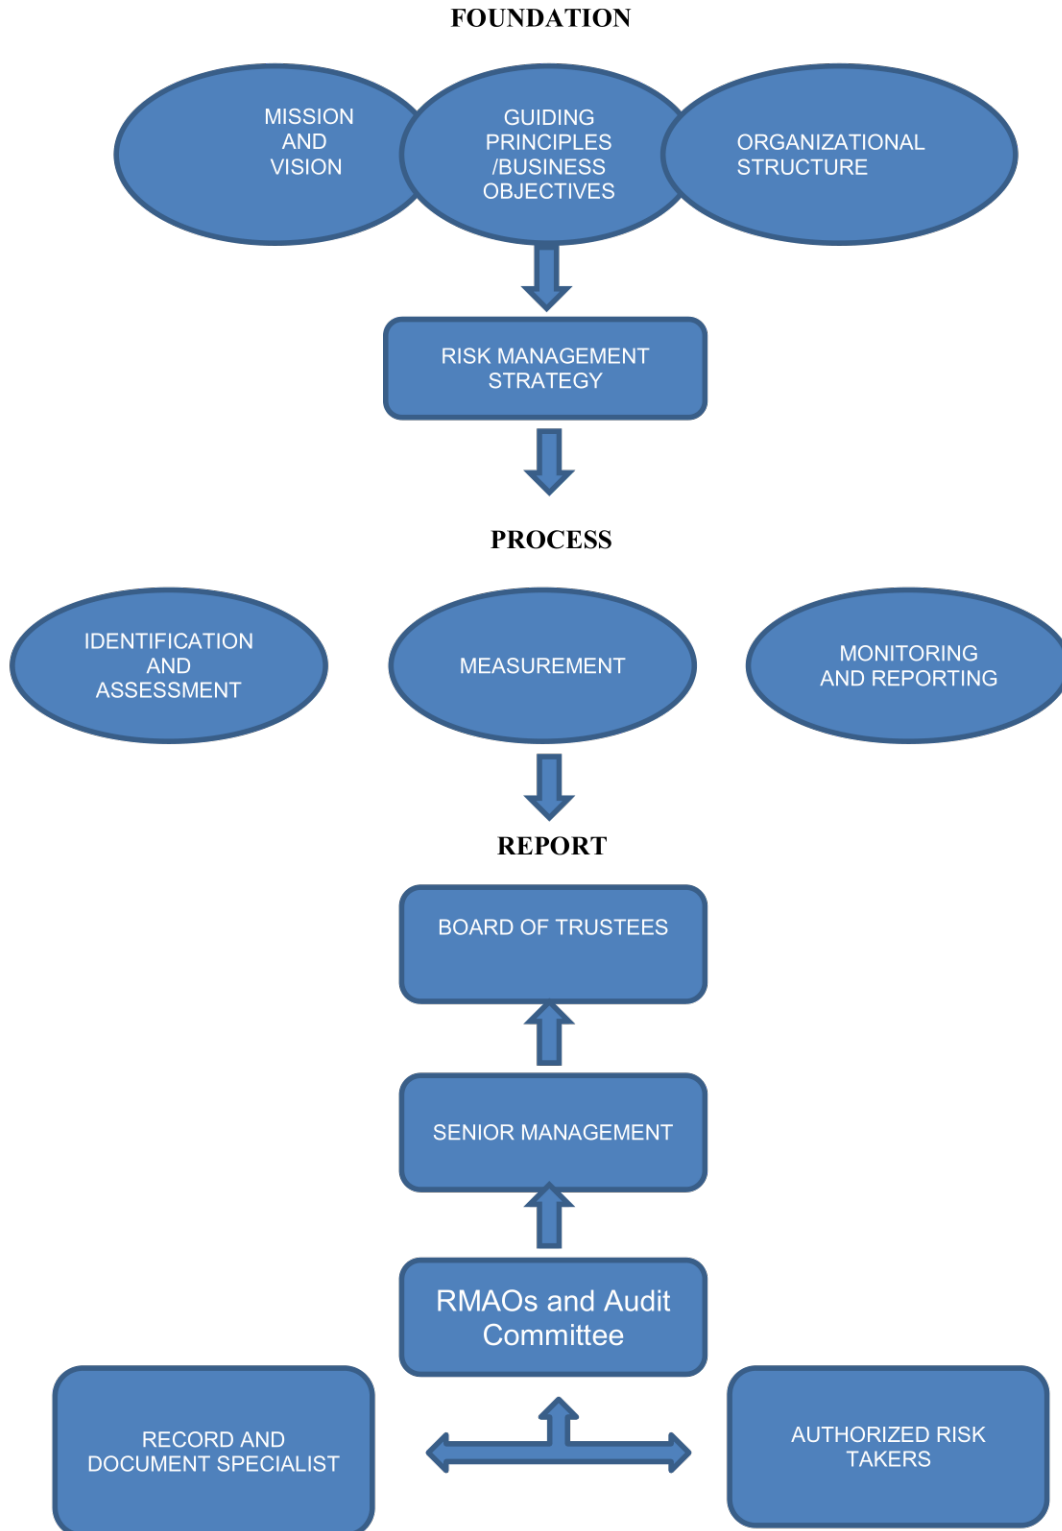 FOUNDATION
MISSION
AND
VISION
GUIDING
PRINCIPLES
/BUSINESS
OBJECTIVES
ORGANIZATIONAL
STRUCTURE
RISK MANAGEMENT
STRATEGY
PROCESS
IDENTIFICATION
AND
ASSESSMENT
MEASUREMENT
MONITORING
AND REPORTING
REPORT
BOARD OF TRUSTEES
SENIOR MANAGEMENT
RMAOs and Audit
Committee
RECORD AND
DOCUMENT SPECIALIST
AUTHORIZED RISK
TAKERS